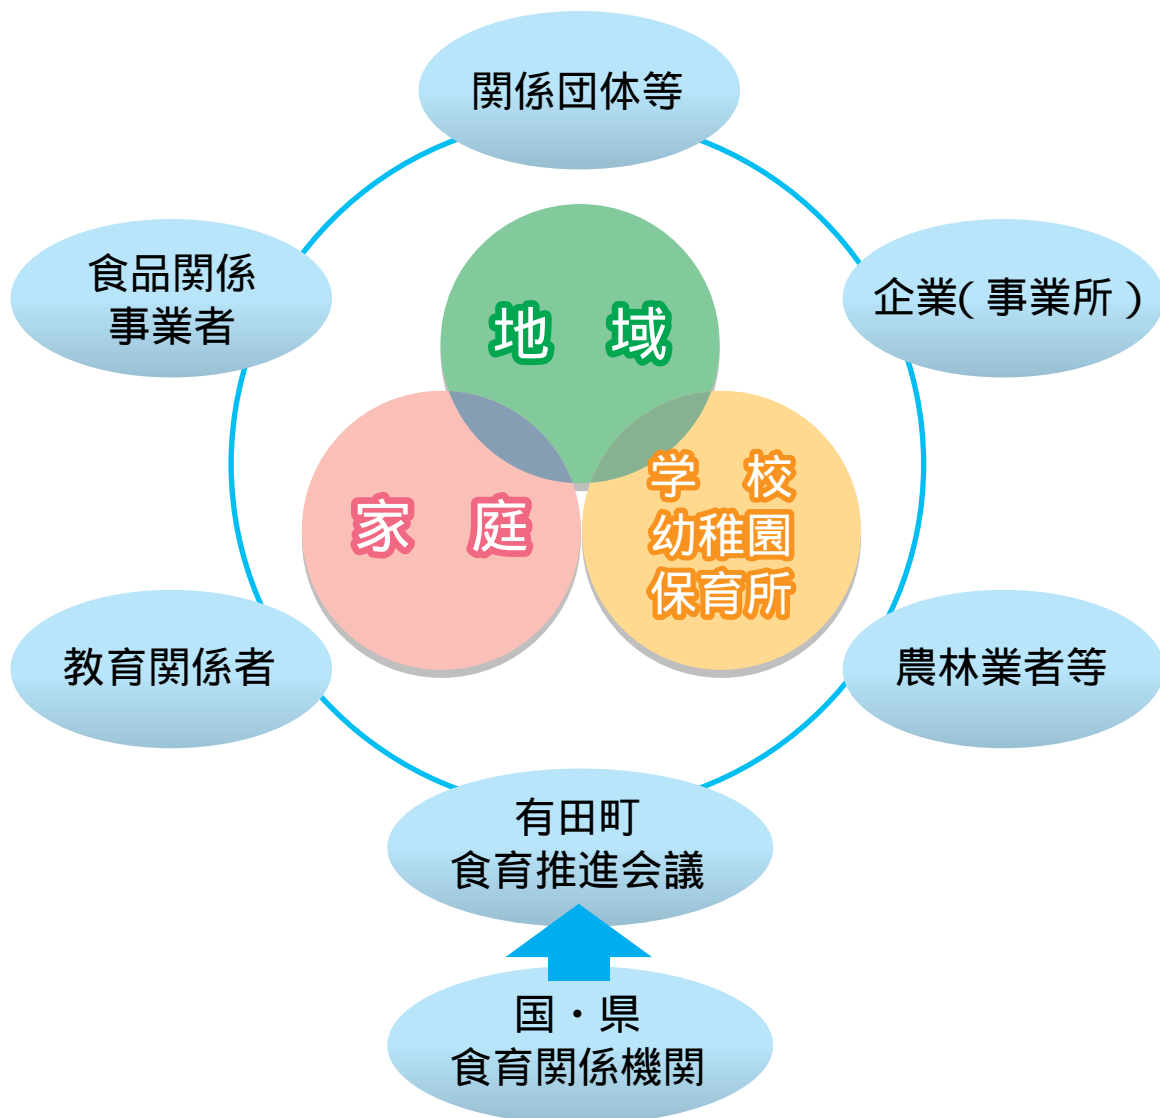 関係団体等
食品関係
事業者
企業(事業所)
地　域
家　庭
学　校
幼稚園
保育所
教育関係者
農林業者等
有田町
食育推進会議
国・県
食育関係機関